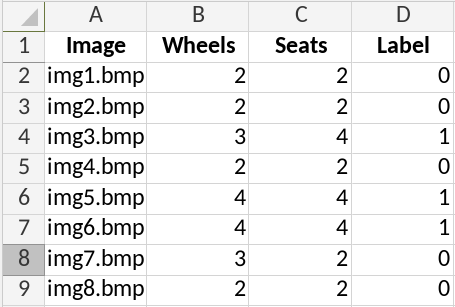 A B C D
1 Image Wheels Seats Label
2 img1.bmp 2 2 0
3 img2.bmp 2 2 0
4 img3.bmp 3 4 1
5 img4.bmp 2 2 0
6 img5.bmp 4 4 1
7 img6.bmp 4 4 1
8 img7.bmp 3 2 0
9 img8.bmp 2 2 0